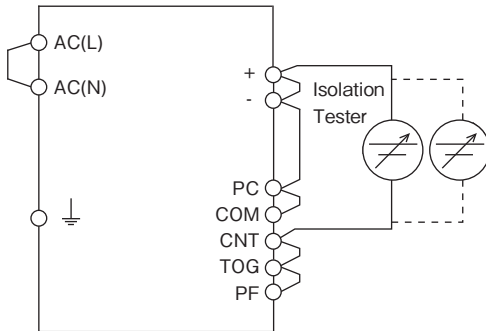 AC(L)
AC(N)
+
-
Isolation
Tester
PC
COM
CNT
TOG
PF